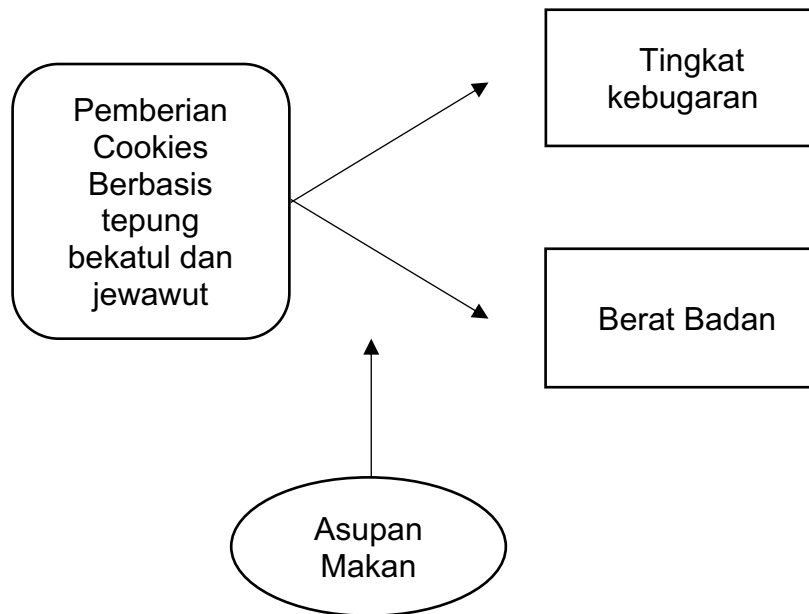 Pemberian
Cookies
Berbasis
tepung
bekatul dan
jewawut
Tingkat
kebugaran
Berat Badan
Asupan
Makan